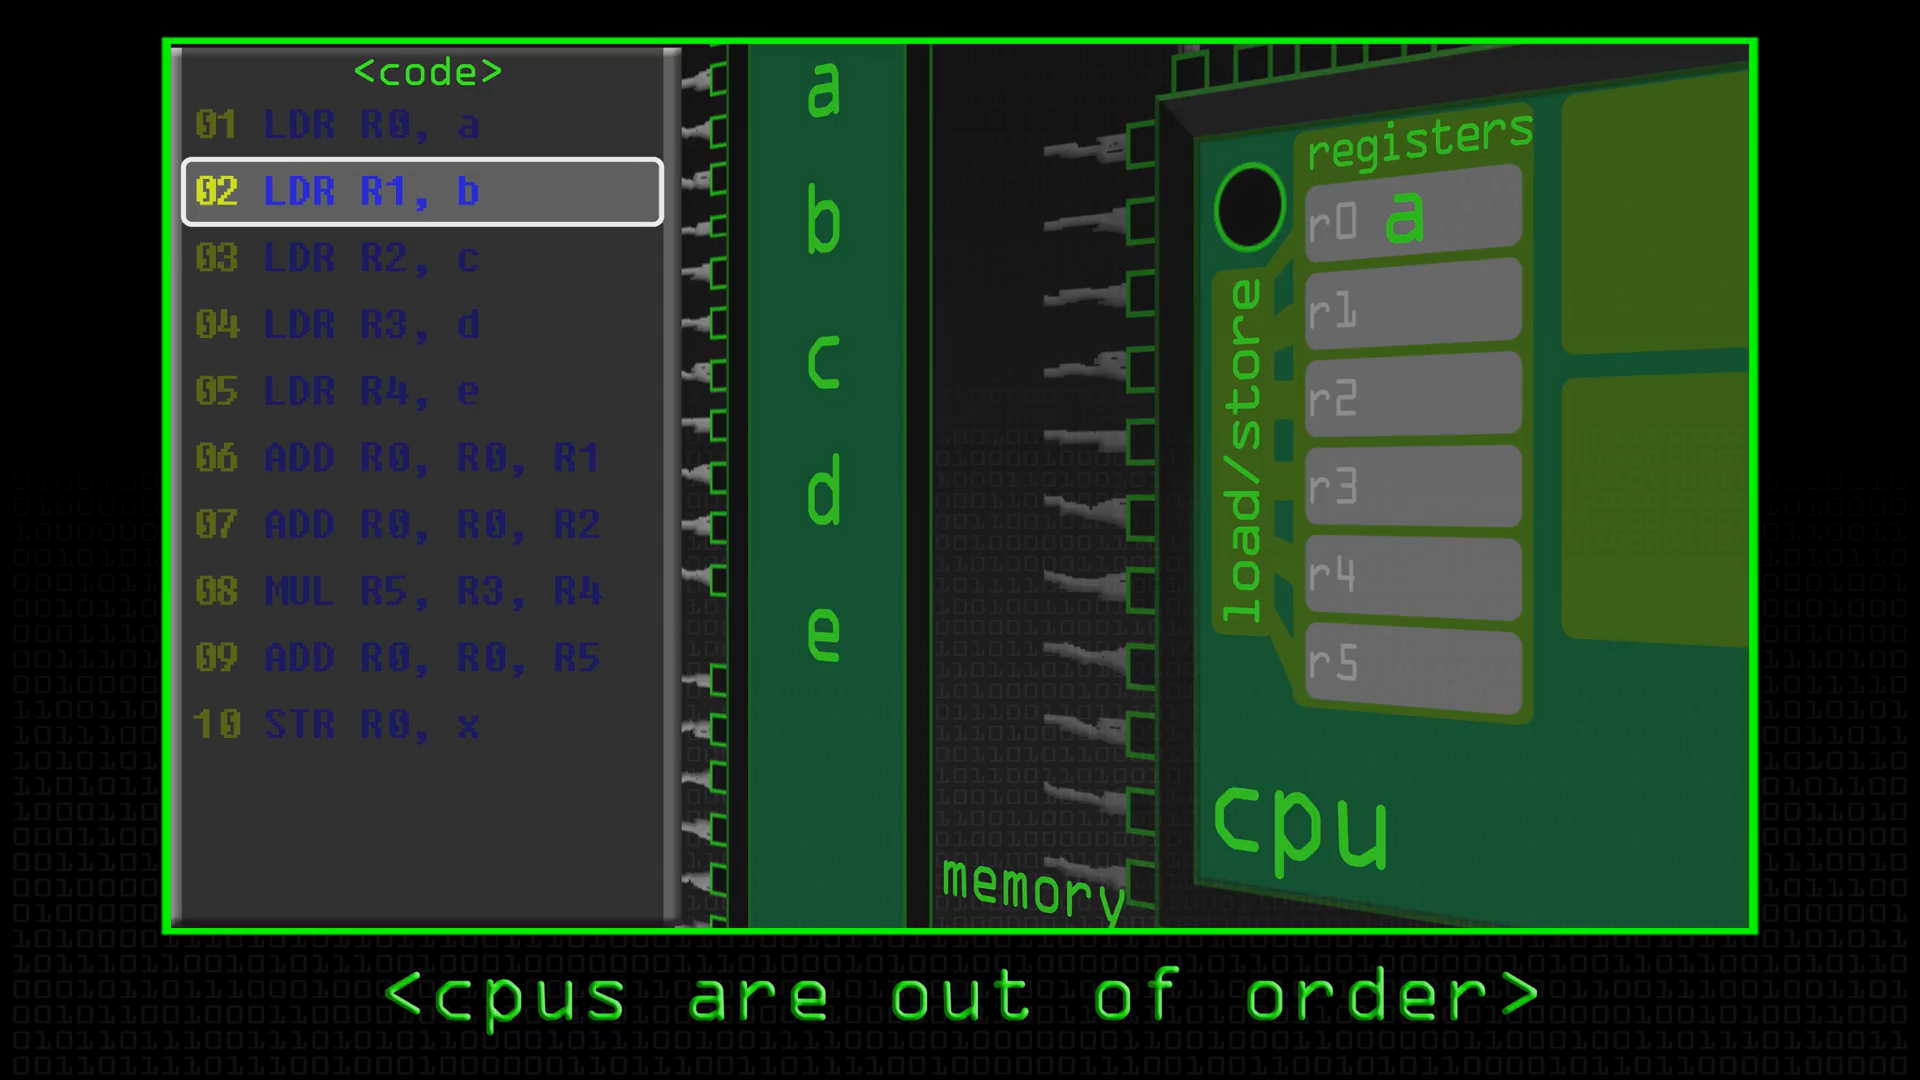 <code>
01 LDR R0, a
02 LDR R1, b
03 LDR R2, c
04 LDR R3, d
05 LDR R4, e
06 ADD R0, R0, R1
07 ADD R0, R0, R2
08 MUL R5, R3, R4
09 ADD R0, R0, R5
10 STR R0, x
a
b
c
d
e
memory
load/store
registers
r0 a
r1
r2
r3
r4
r5
cpu
<cpus are out of order>